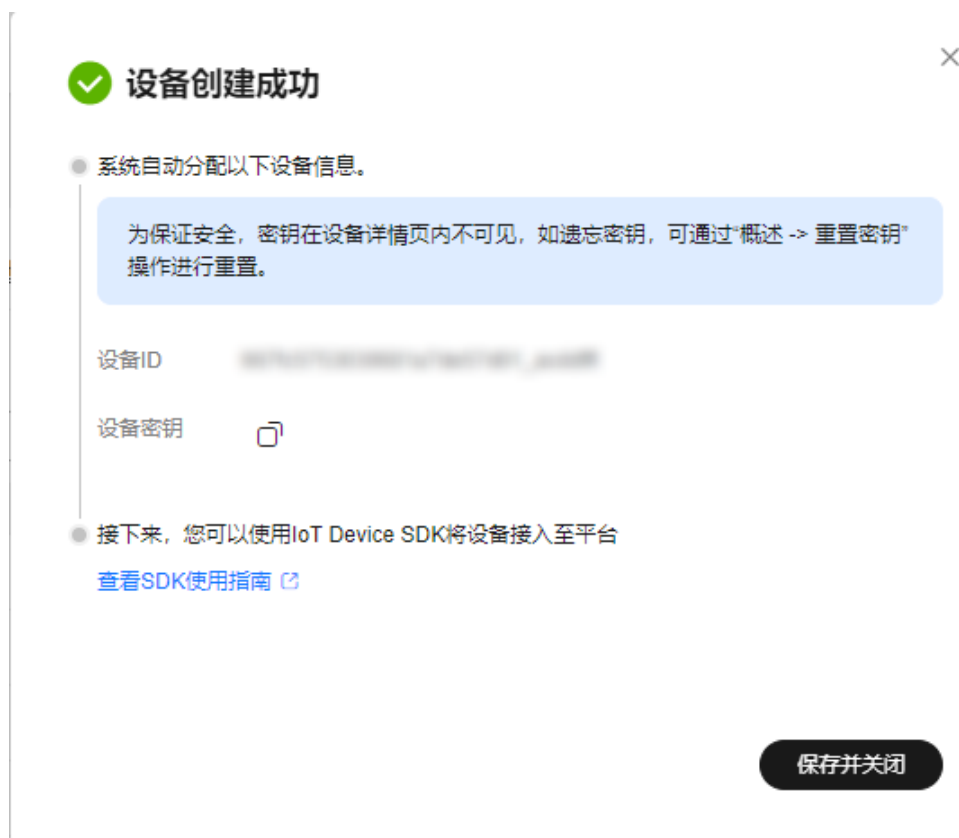 设备创建成功
系统自动分配以下设备信息。
为保证安全，密钥在设备详情页内不可见，如遗忘密钥，可通过“概述 -> 重置密钥”
操作进行重置。
设备ID
设备密钥
接下来，您可以使用IoT Device SDK将设备接入至平台
查看SDK使用指南
保存并关闭